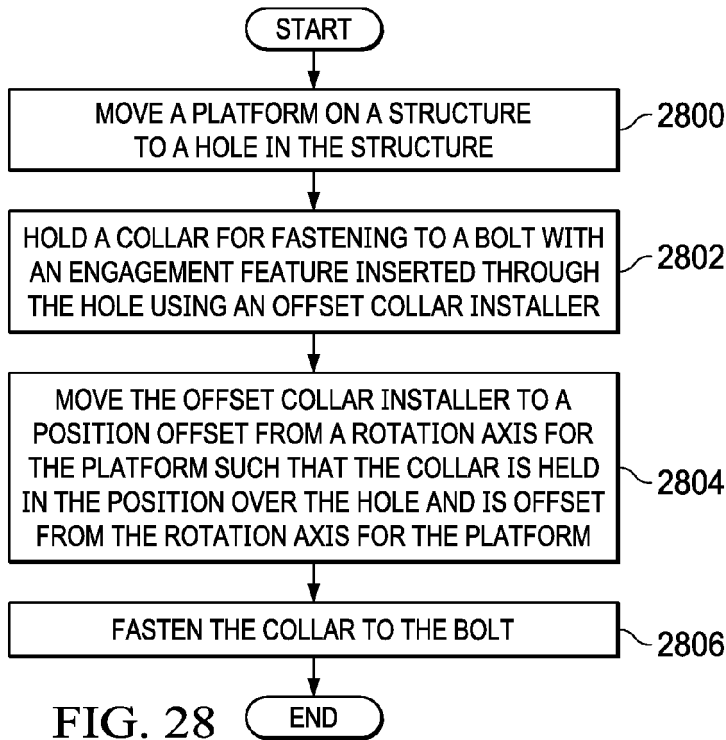 START
MOVE A PLATFORM ON A STRUCTURE
TO A HOLE IN THE STRUCTURE
2800
HOLD A COLLAR FOR FASTENING TO A BOLT WITH
AN ENGAGEMENT FEATURE INSERTED THROUGH
THE HOLE USING AN OFFSET COLLAR INSTALLER
2802
MOVE THE OFFSET COLLAR INSTALLER TO A
POSITION OFFSET FROM A ROTATION AXIS FOR
THE PLATFORM SUCH THAT THE COLLAR IS HELD
IN THE POSITION OVER THE HOLE AND IS OFFSET
FROM THE ROTATION AXIS FOR THE PLATFORM
2804
FASTEN THE COLLAR TO THE BOLT
2806
END
FIG. 28